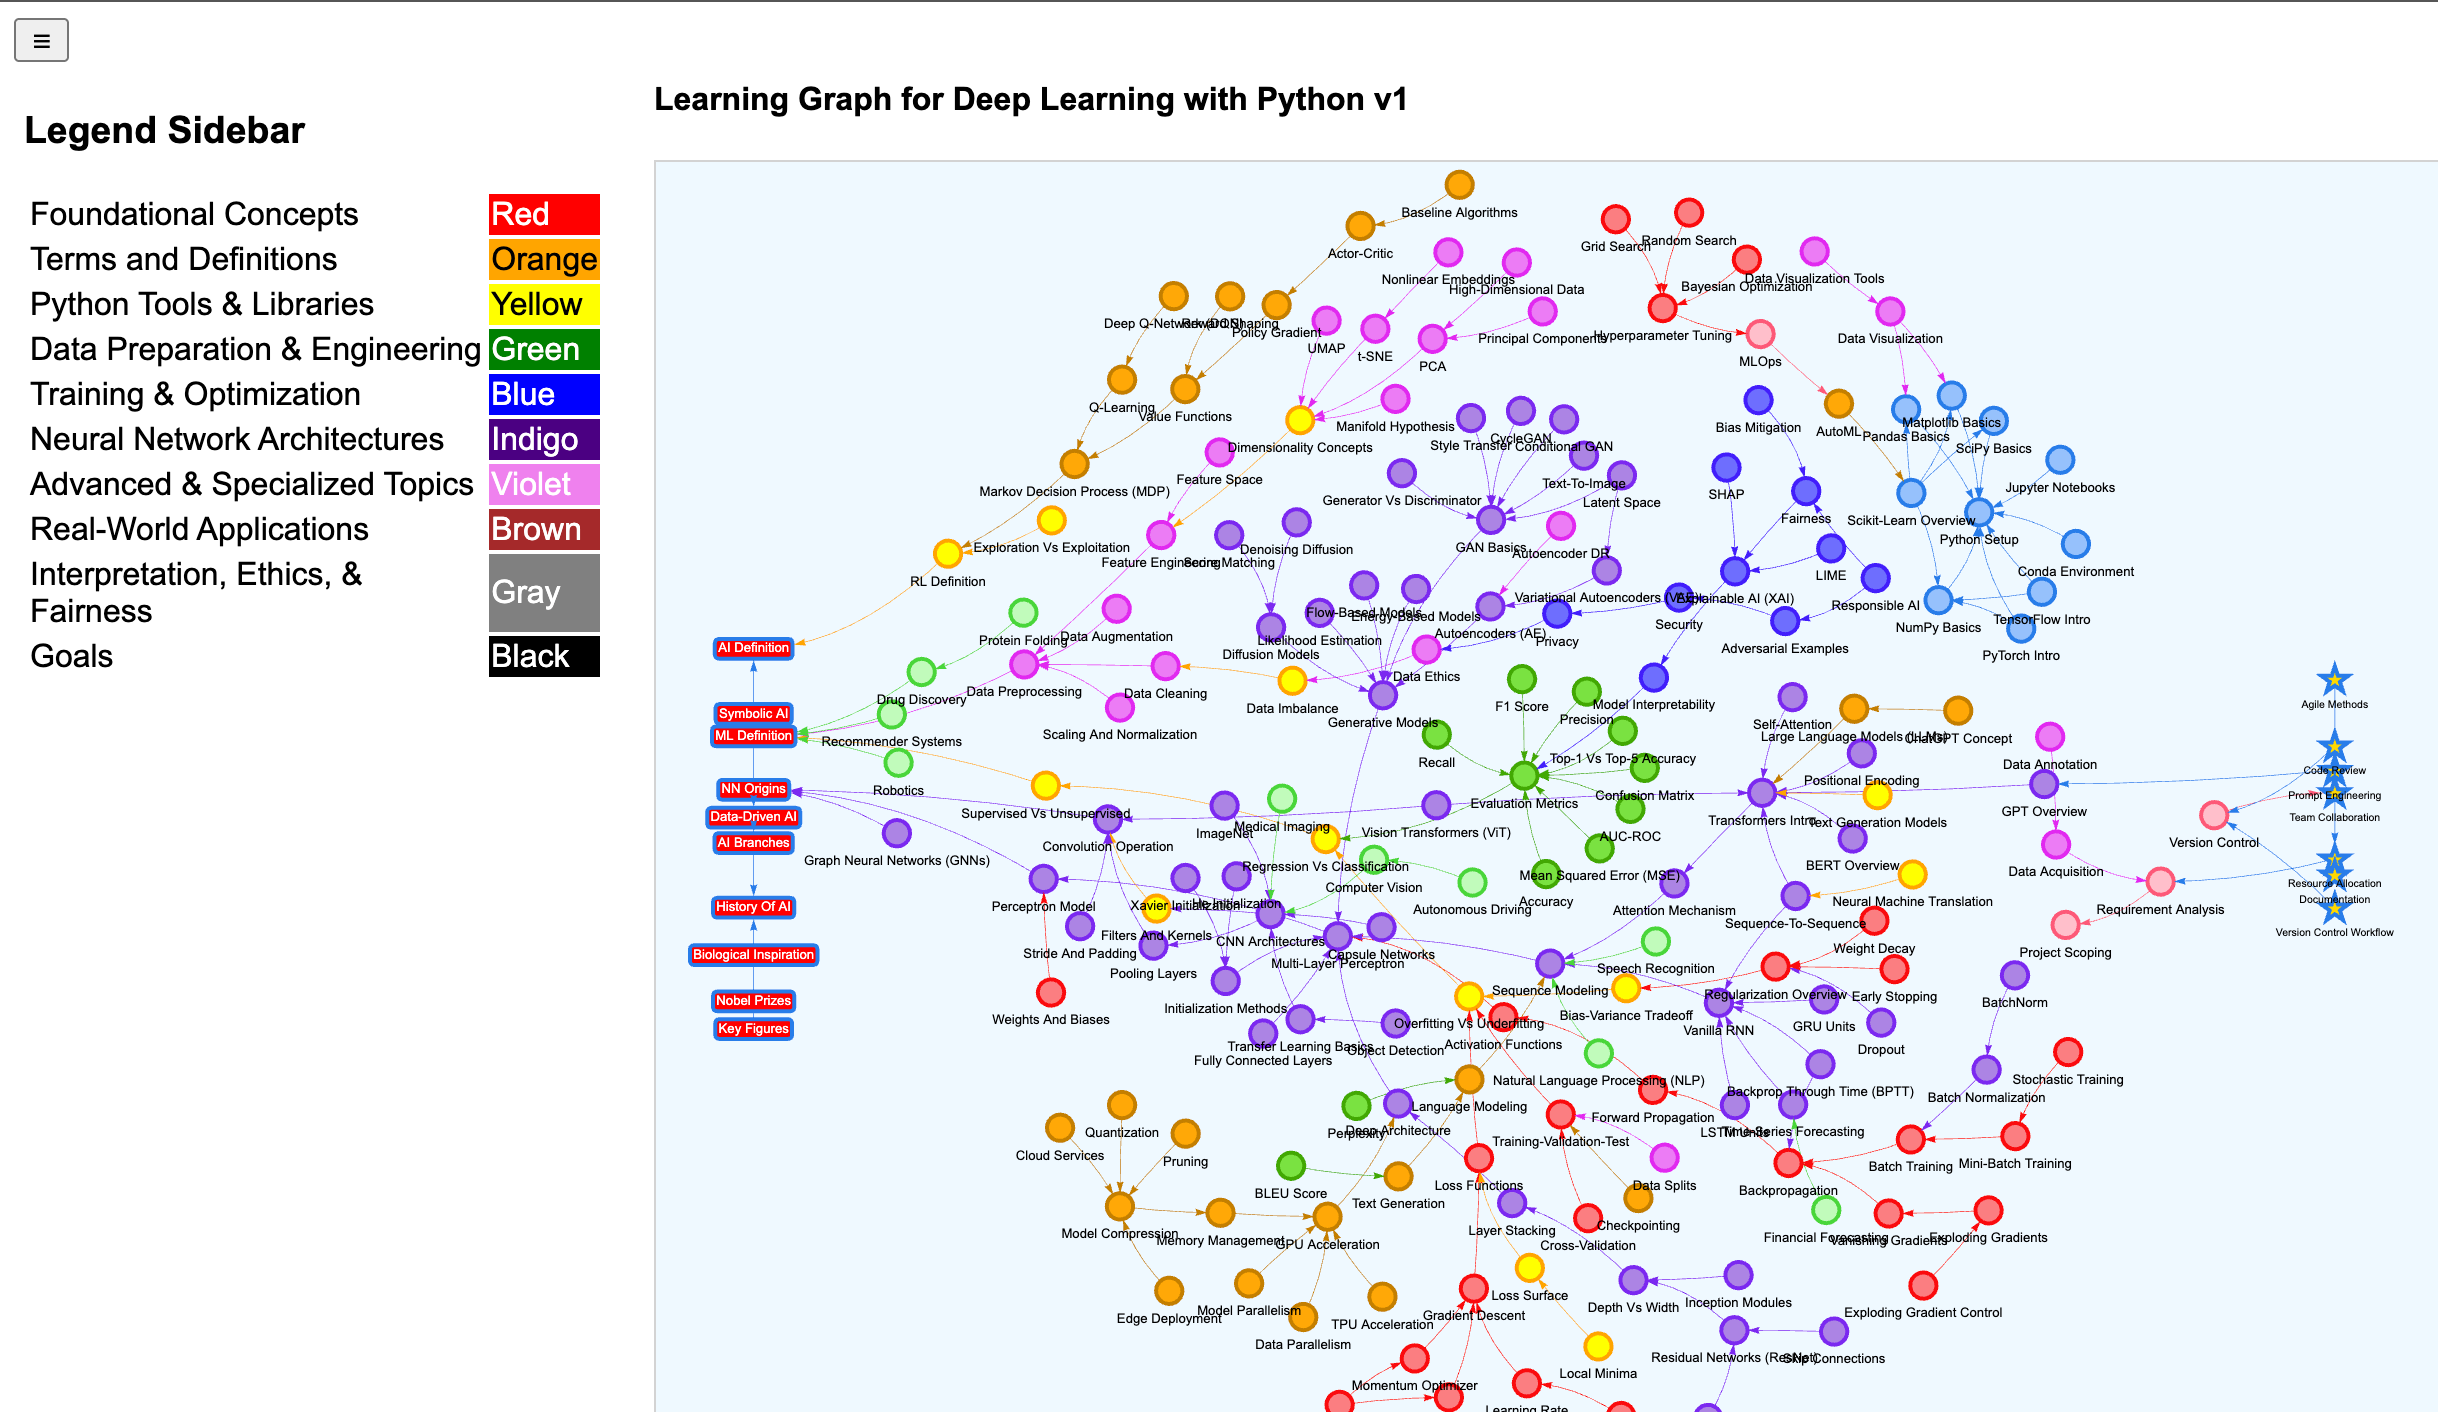 ≡
Legend Sidebar
Foundational Concepts Red
Terms and Definitions Orange
Python Tools & Libraries Yellow
Data Preparation & Engineering Green
Training & Optimization Blue
Neural Network Architectures Indigo
Advanced & Specialized Topics Violet
Real-World Applications Brown
Interpretation, Ethics, &
Fairness Gray
Goals Black
Learning Graph for Deep Learning with Python v1
Baseline Algorithms
Actor-Critic
Grid Search
Random Search
Nonlinear Embeddings
High-Dimensional Data
Bayesian Optimization
Data Visualization Tools
Deep Q-Network (DQN)
Reward Shaping
Policy Gradient
UMAP
t-SNE
PCA
Principal Components
Hyperparameter Tuning
MLOps
Data Visualization
Q-Learning
Value Functions
Dimensionality Concepts
Manifold Hypothesis
Style Transfer
CycleGAN
Conditional GAN
Bias Mitigation
AutoML
Pandas Basics
Matplotlib Basics
SciPy Basics
Markov Decision Process (MDP)
Feature Space
Generator Vs Discriminator
Text-To-Image
Latent Space
SHAP
Fairness
Scikit-Learn Overview
Jupyter Notebooks
Python Setup
Exploration Vs Exploitation
RL Definition
Feature Engineering
Score Matching
Denoising Diffusion
GAN Basics
Autoencoder DR
LIME
Conda Environment
Protein Folding
Data Augmentation
Likelihood Estimation
Flow-Based Models
Energy-Based Models
Variational Autoencoders (VAE)
Explainable AI (XAI)
Responsible AI
NumPy Basics
TensorFlow Intro
AI Definition
Diffusion Models
Autoencoders (AE)
Privacy
Security
Adversarial Examples
PyTorch Intro
Drug Discovery
Data Preprocessing
Data Cleaning
Data Imbalance
Data Ethics
Generative Models
F1 Score
Precision
Model Interpretability
Symbolic AI
ML Definition
Recommender Systems
Scaling And Normalization
Recall
Top-1 Vs Top-5 Accuracy
Self-Attention
Large Language Models (LLMs)
ChatGPT Concept
Agile Methods
Data Annotation
Code Review
NN Origins
Robotics
Evaluation Metrics
Confusion Matrix
Positional Encoding
Prompt Engineering
GPT Overview
Team Collaboration
Data-Driven AI
Supervised Vs Unsupervised
ImageNet
Medical Imaging
Vision Transformers (ViT)
AUC-ROC
Transformers Intro
Text Generation Models
Version Control
AI Branches
Graph Neural Networks (GNNs)
Convolution Operation
Regression Vs Classification
Mean Squared Error (MSE)
BERT Overview
Data Acquisition
Computer Vision
Resource Allocation
History Of AI
Perceptron Model
Xavier Initialization
He Initialization
Autonomous Driving
Accuracy
Attention Mechanism
Neural Machine Translation
Requirement Analysis
Documentation
Filters And Kernels
CNN Architectures
Sequence-To-Sequence
Version Control Workflow
Biological Inspiration
Stride And Padding
Pooling Layers
Multi-Layer Perceptron
Capsule Networks
Speech Recognition
Weight Decay
Project Scoping
Nobel Prizes
Initialization Methods
Sequence Modeling
Regularization Overview
Early Stopping
BatchNorm
Key Figures
Weights And Biases
Overfitting Vs Underfitting
Bias-Variance Tradeoff
Vanilla RNN
GRU Units
Transfer Learning Basics
Fully Connected Layers
Object Detection
Activation Functions
Dropout
Natural Language Processing (NLP)
Backprop Through Time (BPTT)
Batch Normalization
Stochastic Training
Quantization
Perplexity
Language Modeling
Deep Architecture
Forward Propagation
LSTM Units
Time-Series Forecasting
Cloud Services
Pruning
Training-Validation-Test
Batch Training
Mini-Batch Training
BLEU Score
Text Generation
Loss Functions
Data Splits
Backpropagation
Model Compression
Memory Management
GPU Acceleration
Layer Stacking
Cross-Validation
Checkpointing
Financial Forecasting
Vanishing Gradients
Exploding Gradients
Edge Deployment
Model Parallelism
Data Parallelism
TPU Acceleration
Loss Surface
Gradient Descent
Depth Vs Width
Inception Modules
Exploding Gradient Control
Residual Networks (ResNet)
Skip Connections
Local Minima
Momentum Optimizer
Learning Rate